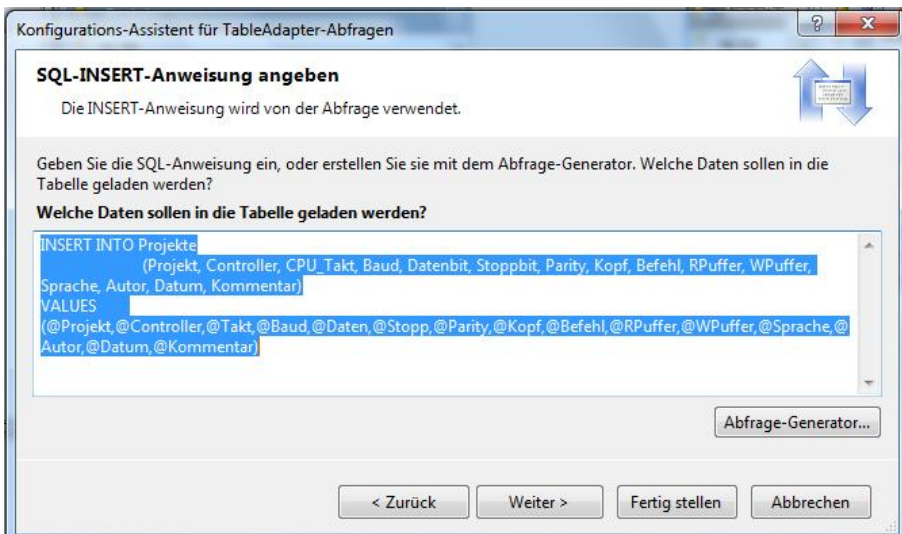 Konfigurations-Assistent für TableAdapter-Abfragen
SQL-INSERT-Anweisung angeben
Die INSERT-Anweisung wird von der Abfrage verwendet.
Geben Sie die SQL-Anweisung ein, oder erstellen Sie sie mit dem Abfrage-Generator. Welche Daten sollen in die
Tabelle geladen werden?
Welche Daten sollen in die Tabelle geladen werden?
INSERT INTO Projekte
(Projekt, Controller, CPU_Takt, Baud, Datenbit, Stoppbit, Parity, Kopf, Befehl, RPuffer, WPuffer,
Sprache, Autor, Datum, Kommentar)
VALUES
(@Projekt,@Controller,@Takt,@Baud,@Daten,@Stopp,@Parity,@Kopf,@Befehl,@RPuffer,@WPuffer,@Sprache,@
Autor,@Datum,@Kommentar)
Abfrage-Generator...
< Zurück
Weiter >
Fertig stellen
Abbrechen